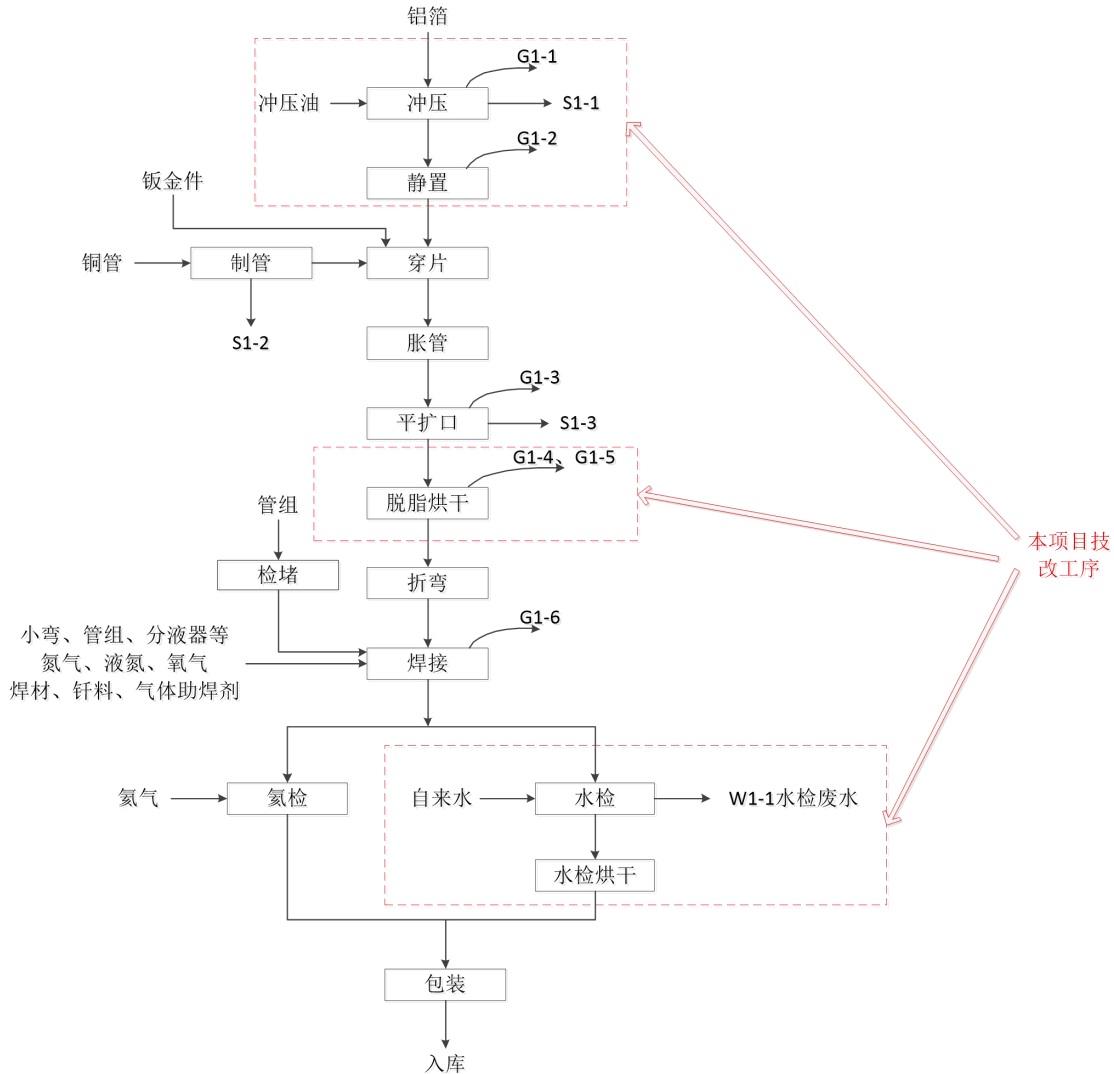 铝箔
G1-1
冲压油
冲压
S1-1
G1-2
静置
钣金件
铜管
制管
穿片
S1-2
胀管
G1-3
平扩口
S1-3
G1-4、G1-5
脱脂烘干
管组
本项目技
改工序
检堵
折弯
G1-6
小弯、管组、分液器等
氮气、液氮、氧气
焊材、钎料、气体助焊剂
焊接
氦气
氦检
自来水
水检
W1-1水检废水
水检烘干
包装
入库